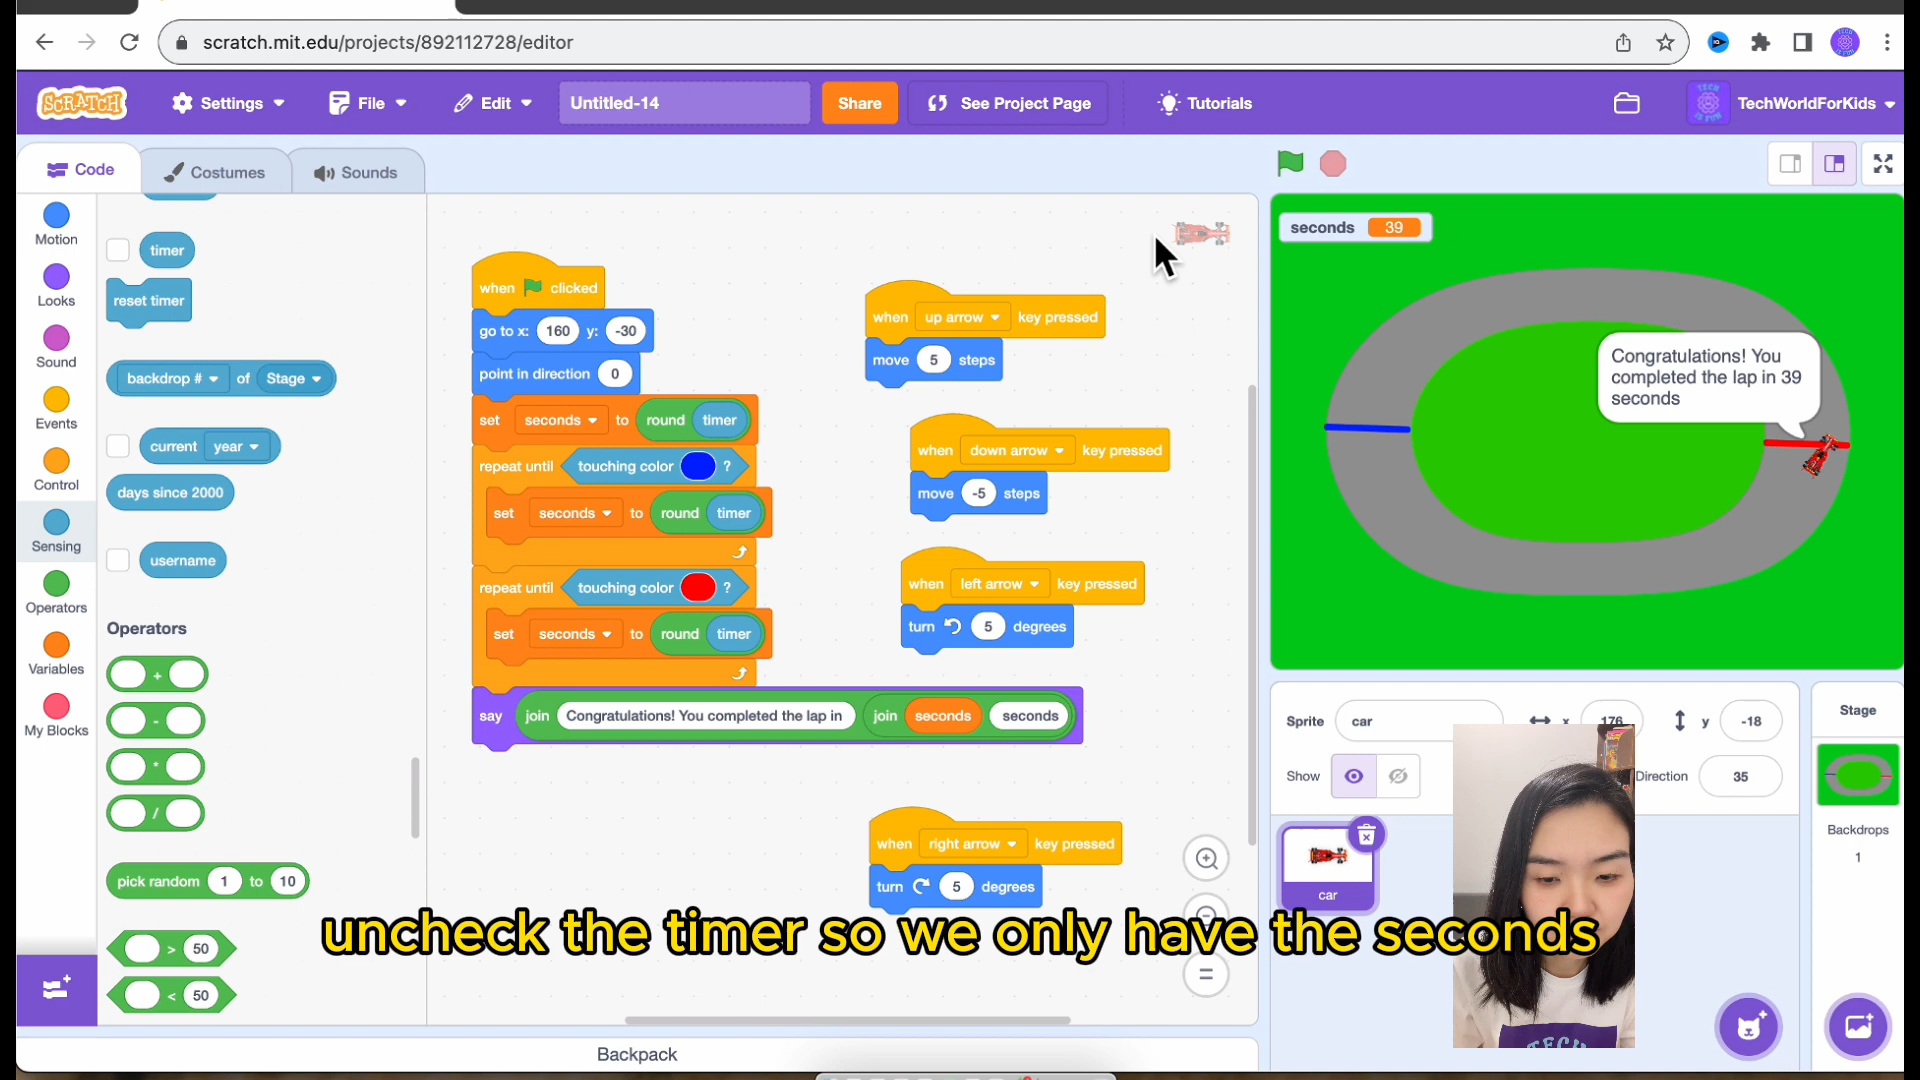 scratch.mit.edu/projects/892112728/editor
SCRATCH Settings File Edit Untitled-14 Share See Project Page Tutorials TechWorldForKids
Code Costumes Sounds
Motion
Looks
Sound
Events
Control
Sensing
Operators
Variables
My Blocks
timer
reset timer
backdrop # of Stage
current year
days since 2000
username
Operators
+
-
*
/
pick random 1 to 10
> 50
< 50
when clicked
go to x: 160 y: -30
point in direction 0
set seconds to round timer
repeat until touching color ?
set seconds to round timer
repeat until touching color ?
set seconds to round timer
say join Congratulations! You completed the lap in join seconds seconds
when up arrow key pressed
move 5 steps
when down arrow key pressed
move -5 steps
when left arrow key pressed
turn 5 degrees
when right arrow key pressed
turn 5 degrees
seconds 39
Congratulations! You
completed the lap in 39
seconds
Sprite car x 176 y -18
Show Direction 35
car
Stage
Backdrops
1
uncheck the timer so we only have the seconds
TECH
Backpack